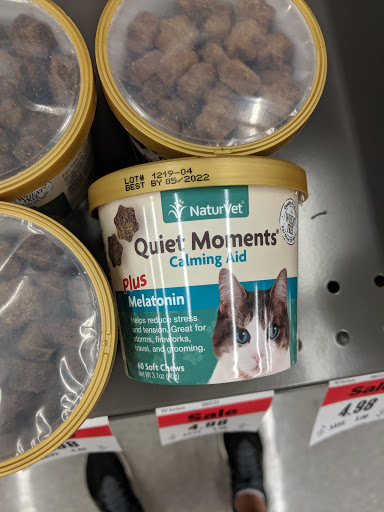 LOT# 1219-04
BEST BY 05/2022
NaturVet
Quiet Moments®
Calming Aid
Plus
Melatonin
Helps reduce stress
and tension. Great for
storms, fireworks,
travel, and grooming.
60 Soft Chews
Sale
4.98
Sale
4.98